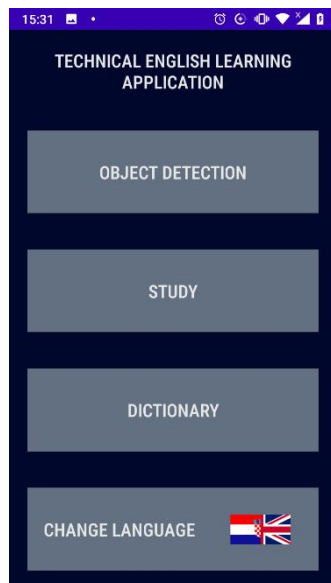 15:31
TECHNICAL ENGLISH LEARNING
APPLICATION
OBJECT DETECTION
STUDY
DICTIONARY
CHANGE LANGUAGE